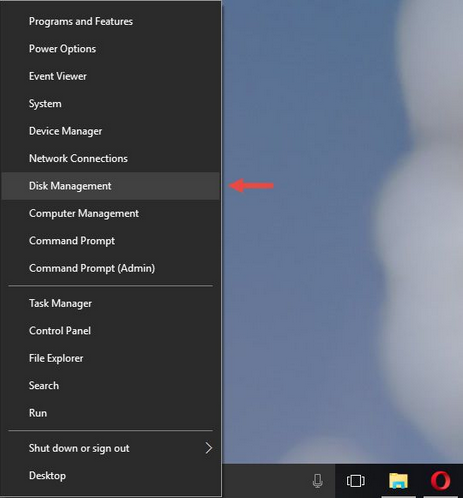 Programs and Features
Power Options
Event Viewer
System
Device Manager
Network Connections
Disk Management
Computer Management
Command Prompt
Command Prompt (Admin)
Task Manager
Control Panel
File Explorer
Search
Run
Shut down or sign out
Desktop